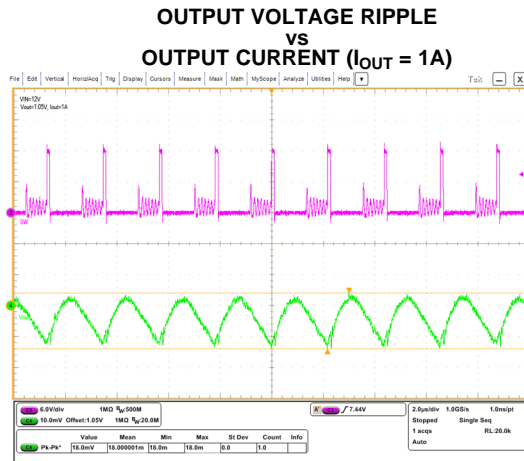 OUTPUT VOLTAGE RIPPLE
vs
OUTPUT CURRENT (IOUT = 1A)
File Edit Vertical Horiz/Acq Trig Display Cursors Measure Mask Math MyScope Analyze Utilities Help
VIN=12V
Vout=1.05V, Iout=1A
SW
C3 6.0V/div 1MΩ BW:500M
C4 10.0mV Offset:1.05V 1MΩ BW:20.0M
A' C3 7.44V
2.0µs/div 1.0GS/s 1.0ns/pt
Stopped Single Seq
1 acqs RL:20.0k
Auto
Value Mean Min Max St Dev Count Info
C4 Pk-Pk* 18.0mV 18.000001m 18.0m 18.0m 0.0 1.0